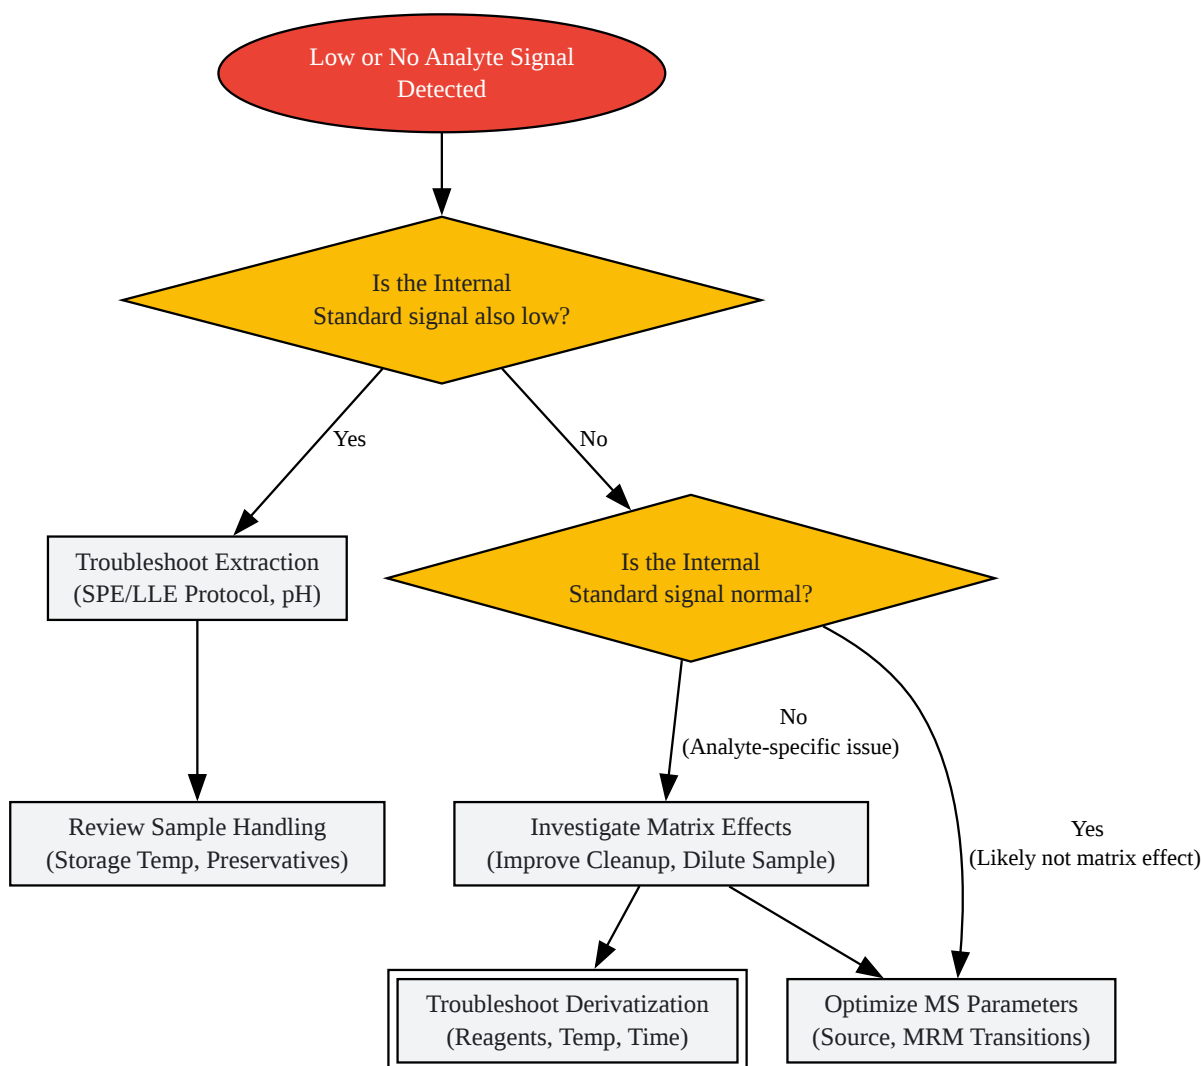 Low or No Analyte Signal
Detected
Is the Internal
Standard signal also low?
Yes
No
Troubleshoot Extraction
(SPE/LLE Protocol, pH)
Is the Internal
Standard signal normal?
No
(Analyte-specific issue)
Review Sample Handling
(Storage Temp, Preservatives)
Investigate Matrix Effects
(Improve Cleanup, Dilute Sample)
Yes
(Likely not matrix effect)
Troubleshoot Derivatization
(Reagents, Temp, Time)
Optimize MS Parameters
(Source, MRM Transitions)